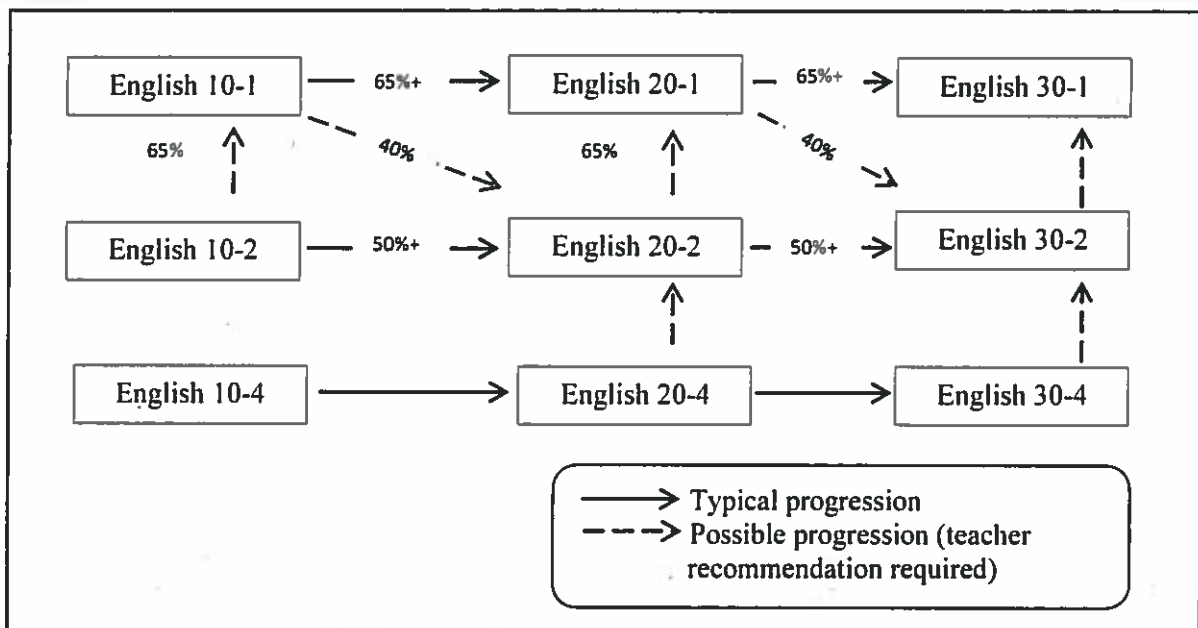 English 10-1
65%+
English 20-1
65%+
English 30-1
65%
40%
65%
40%
English 10-2
50%+
English 20-2
50%+
English 30-2
English 10-4
English 20-4
English 30-4
Typical progression
Possible progression (teacher
recommendation required)